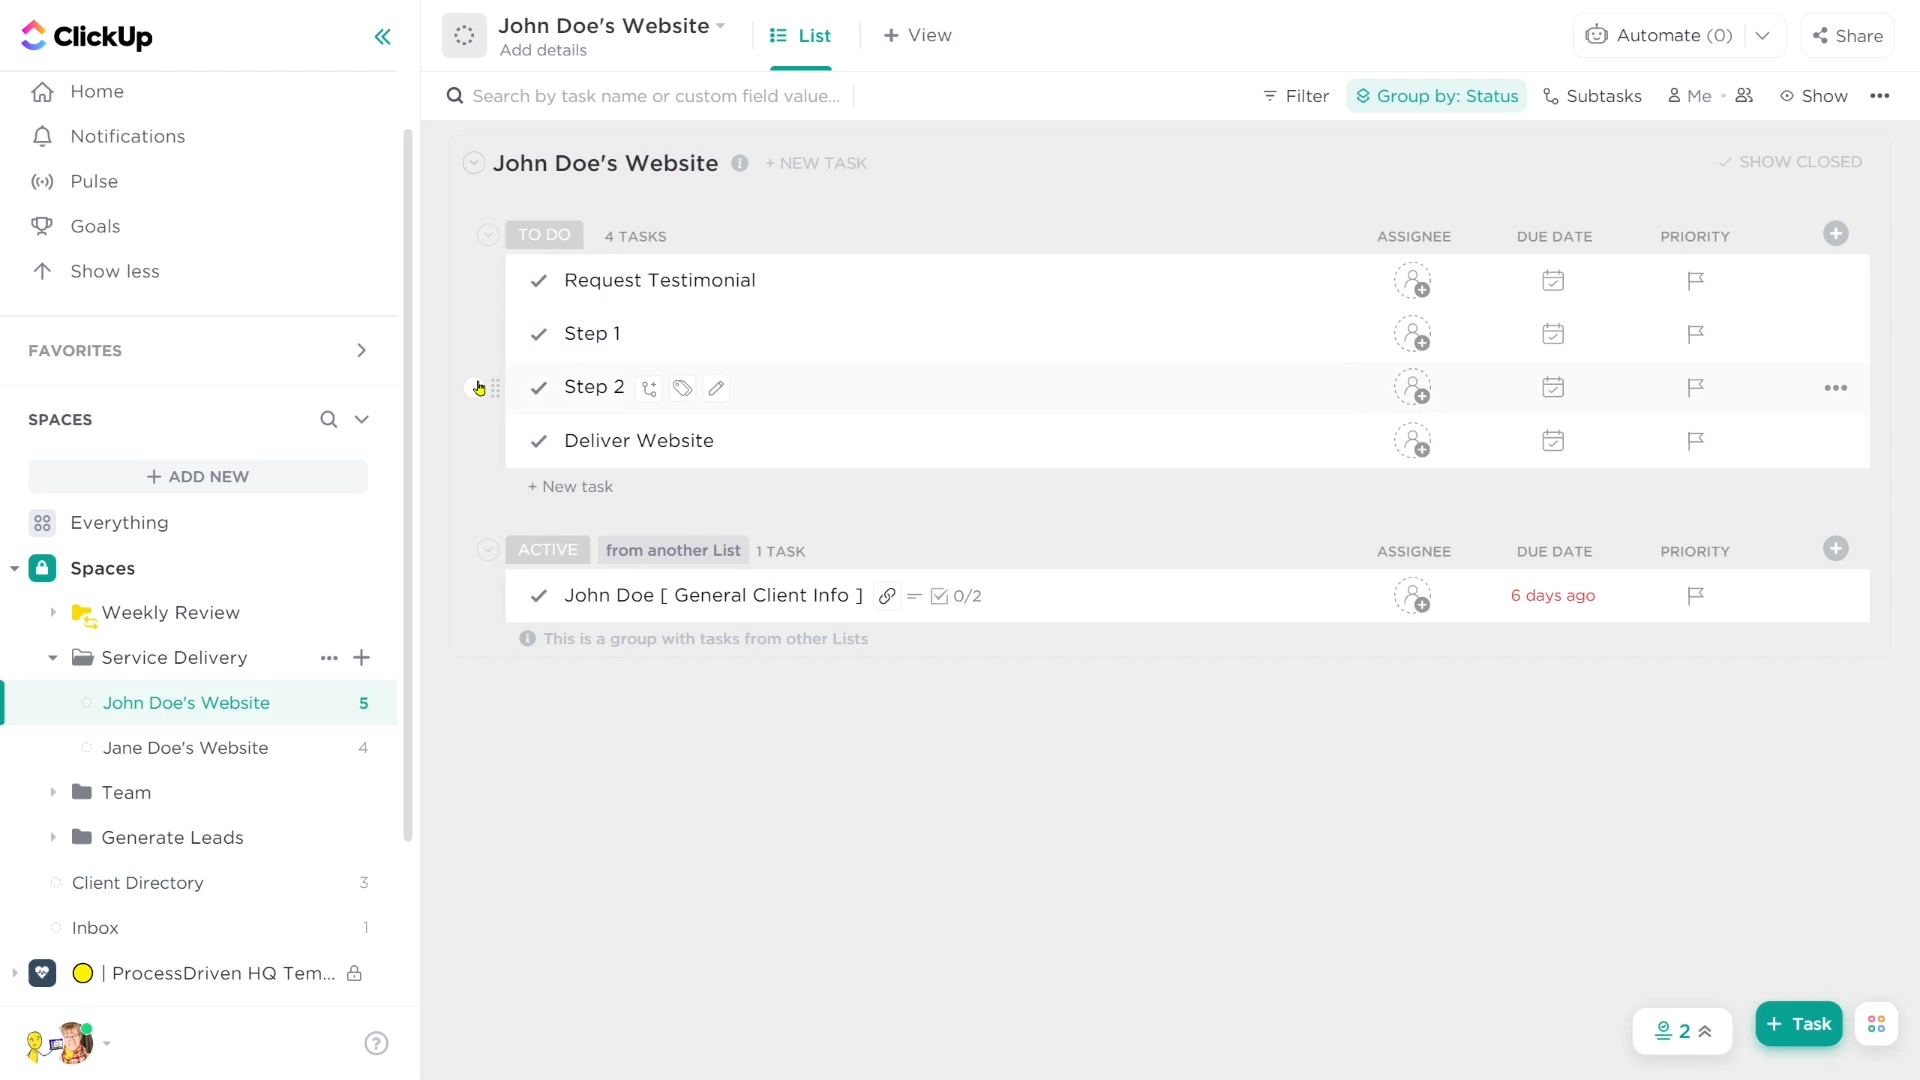 ClickUp
Home
Notifications
Pulse
Goals
Show less
FAVORITES
SPACES
+ ADD NEW
Everything
Spaces
Weekly Review
Service Delivery
John Doe's Website 5
Jane Doe's Website 4
Team
Generate Leads
Client Directory 3
Inbox 1
| ProcessDriven HQ Tem...
John Doe's Website
Add details
List
+ View
Automate (0)
Share
Search by task name or custom field value...
Filter
Group by: Status
Subtasks
Me
Show
John Doe's Website
+ NEW TASK
SHOW CLOSED
TO DO 4 TASKS ASSIGNEE DUE DATE PRIORITY
Request Testimonial
Step 1
Step 2
Deliver Website
+ New task
ACTIVE from another List 1 TASK ASSIGNEE DUE DATE PRIORITY
John Doe [ General Client Info ] 0/2 6 days ago
This is a group with tasks from other Lists
2
+ Task